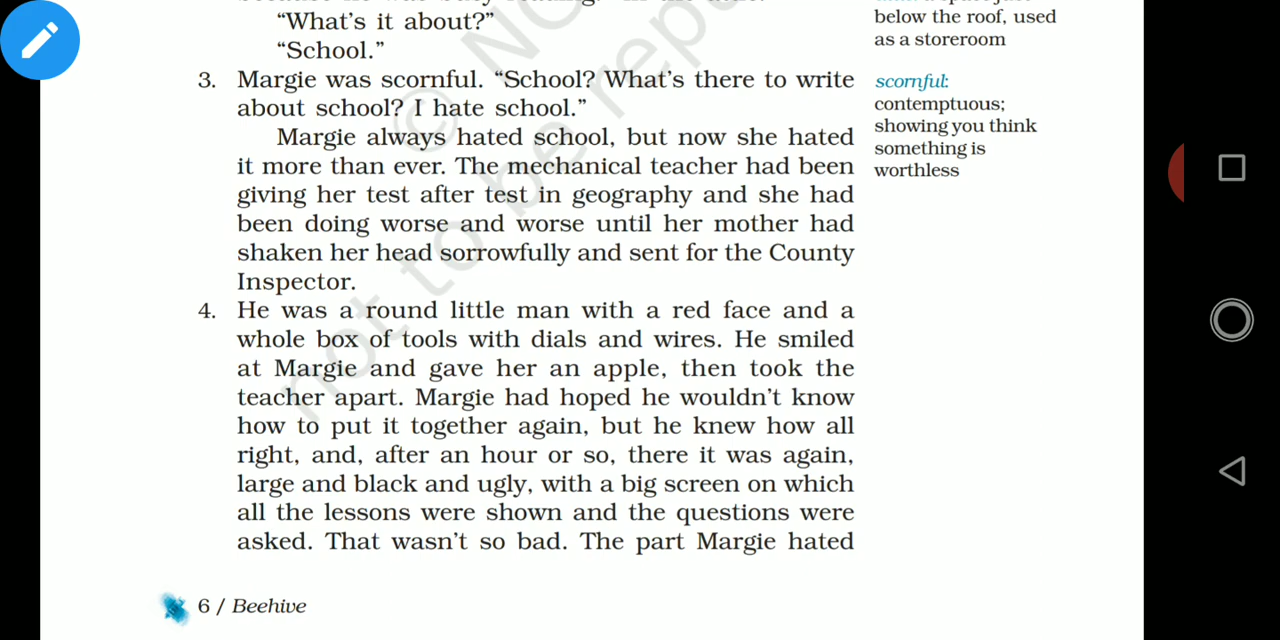 "What's it about?"
"School."
3. Margie was scornful. "School? What's there to write
about school? I hate school."
Margie always hated school, but now she hated
it more than ever. The mechanical teacher had been
giving her test after test in geography and she had
been doing worse and worse until her mother had
shaken her head sorrowfully and sent for the County
Inspector.
4. He was a round little man with a red face and a
whole box of tools with dials and wires. He smiled
at Margie and gave her an apple, then took the
teacher apart. Margie had hoped he wouldn't know
how to put it together again, but he knew how all
right, and, after an hour or so, there it was again,
large and black and ugly, with a big screen on which
all the lessons were shown and the questions were
asked. That wasn't so bad. The part Margie hated
below the roof, used
as a storeroom
scornful:
contemptuous;
showing you think
something is
worthless
6 / Beehive
© NO
not to be repu